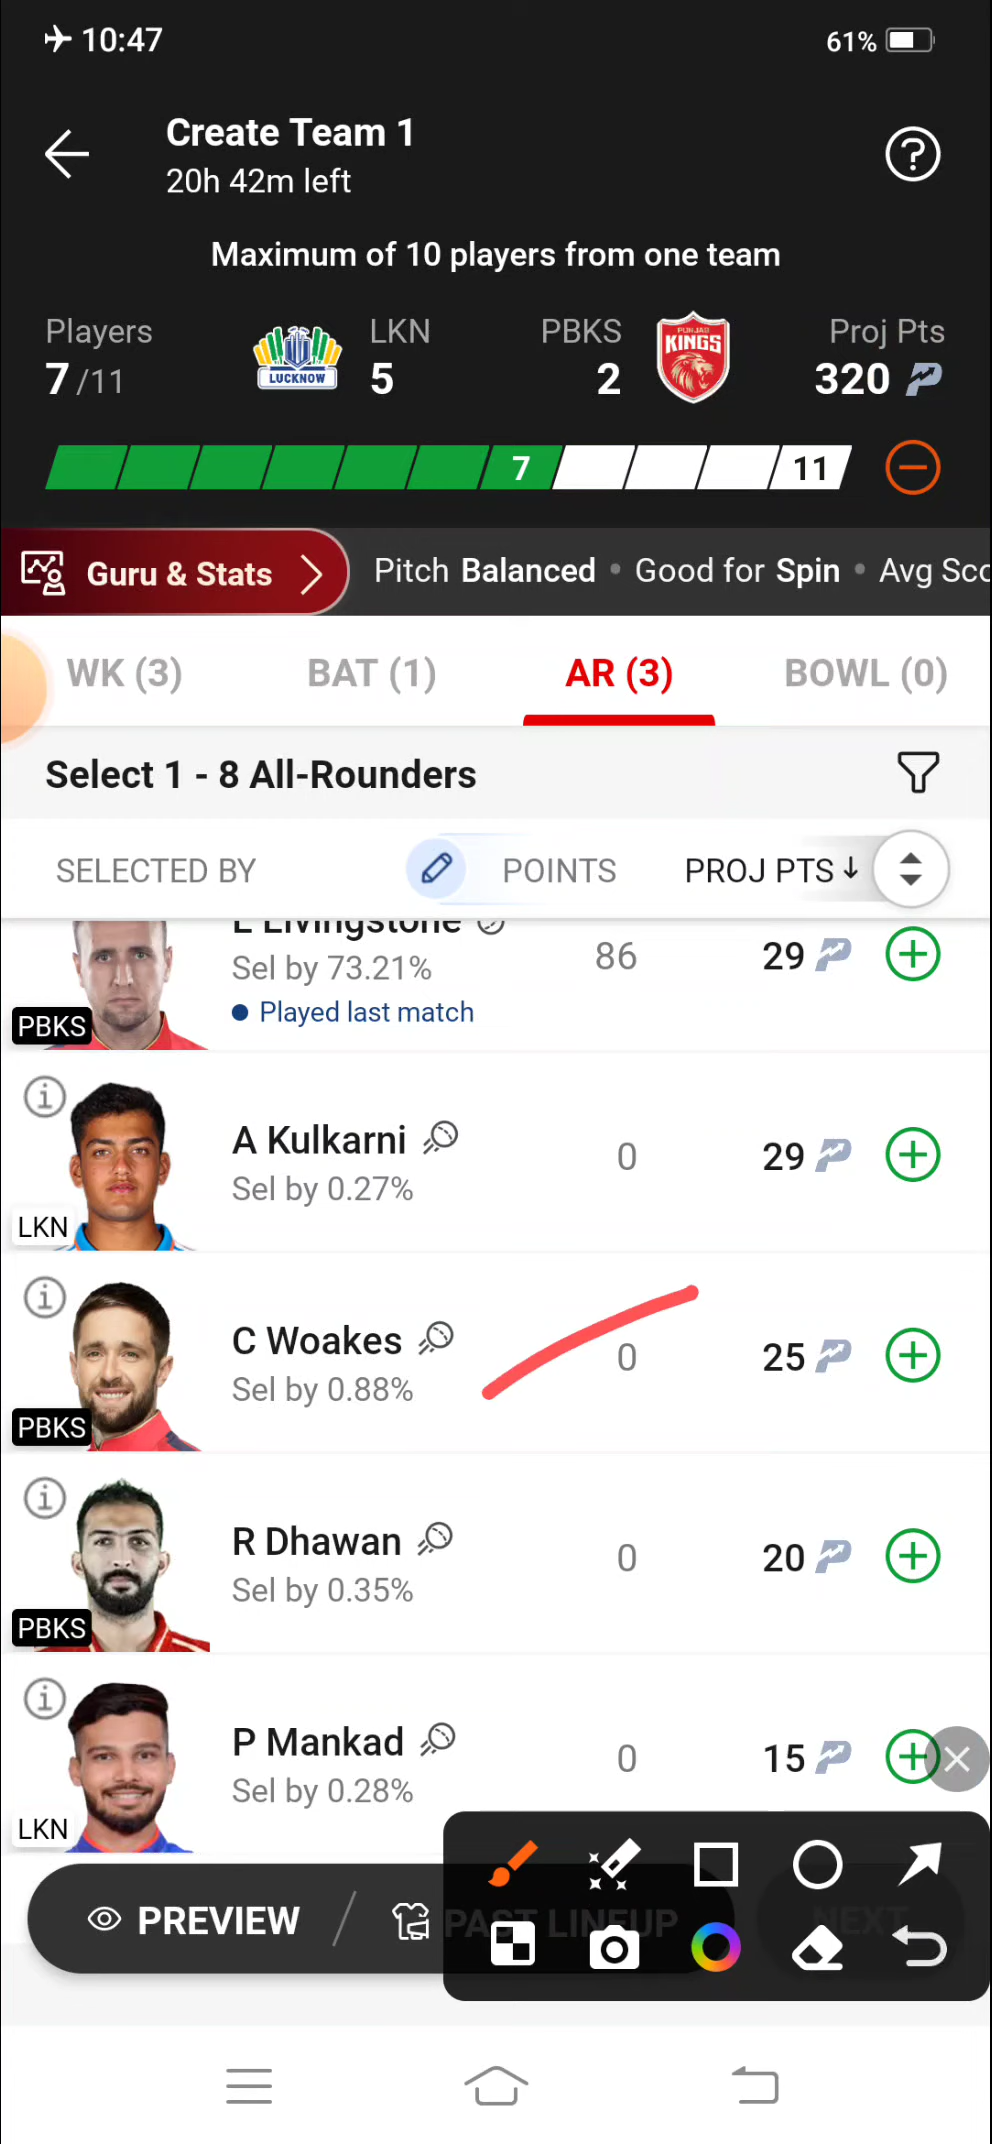 10:47
61%
Create Team 1
20h 42m left
?
Maximum of 10 players from one team
Players LKN PBKS Proj Pts
7/11 5 2 320
LUCKNOW
PUNJAB
KINGS
7 11
Guru & Stats Pitch Balanced • Good for Spin • Avg Sco
WK (3) BAT (1) AR (3) BOWL (0)
Select 1 - 8 All-Rounders
SELECTED BY POINTS PROJ PTS ↓
L Livingstone
Sel by 73.21% 86 29
Played last match
PBKS
A Kulkarni
Sel by 0.27% 0 29
LKN
C Woakes
Sel by 0.88% 0 25
PBKS
R Dhawan
Sel by 0.35% 0 20
PBKS
P Mankad
Sel by 0.28% 0 15
LKN
PREVIEW / PAST LINEUP NEXT